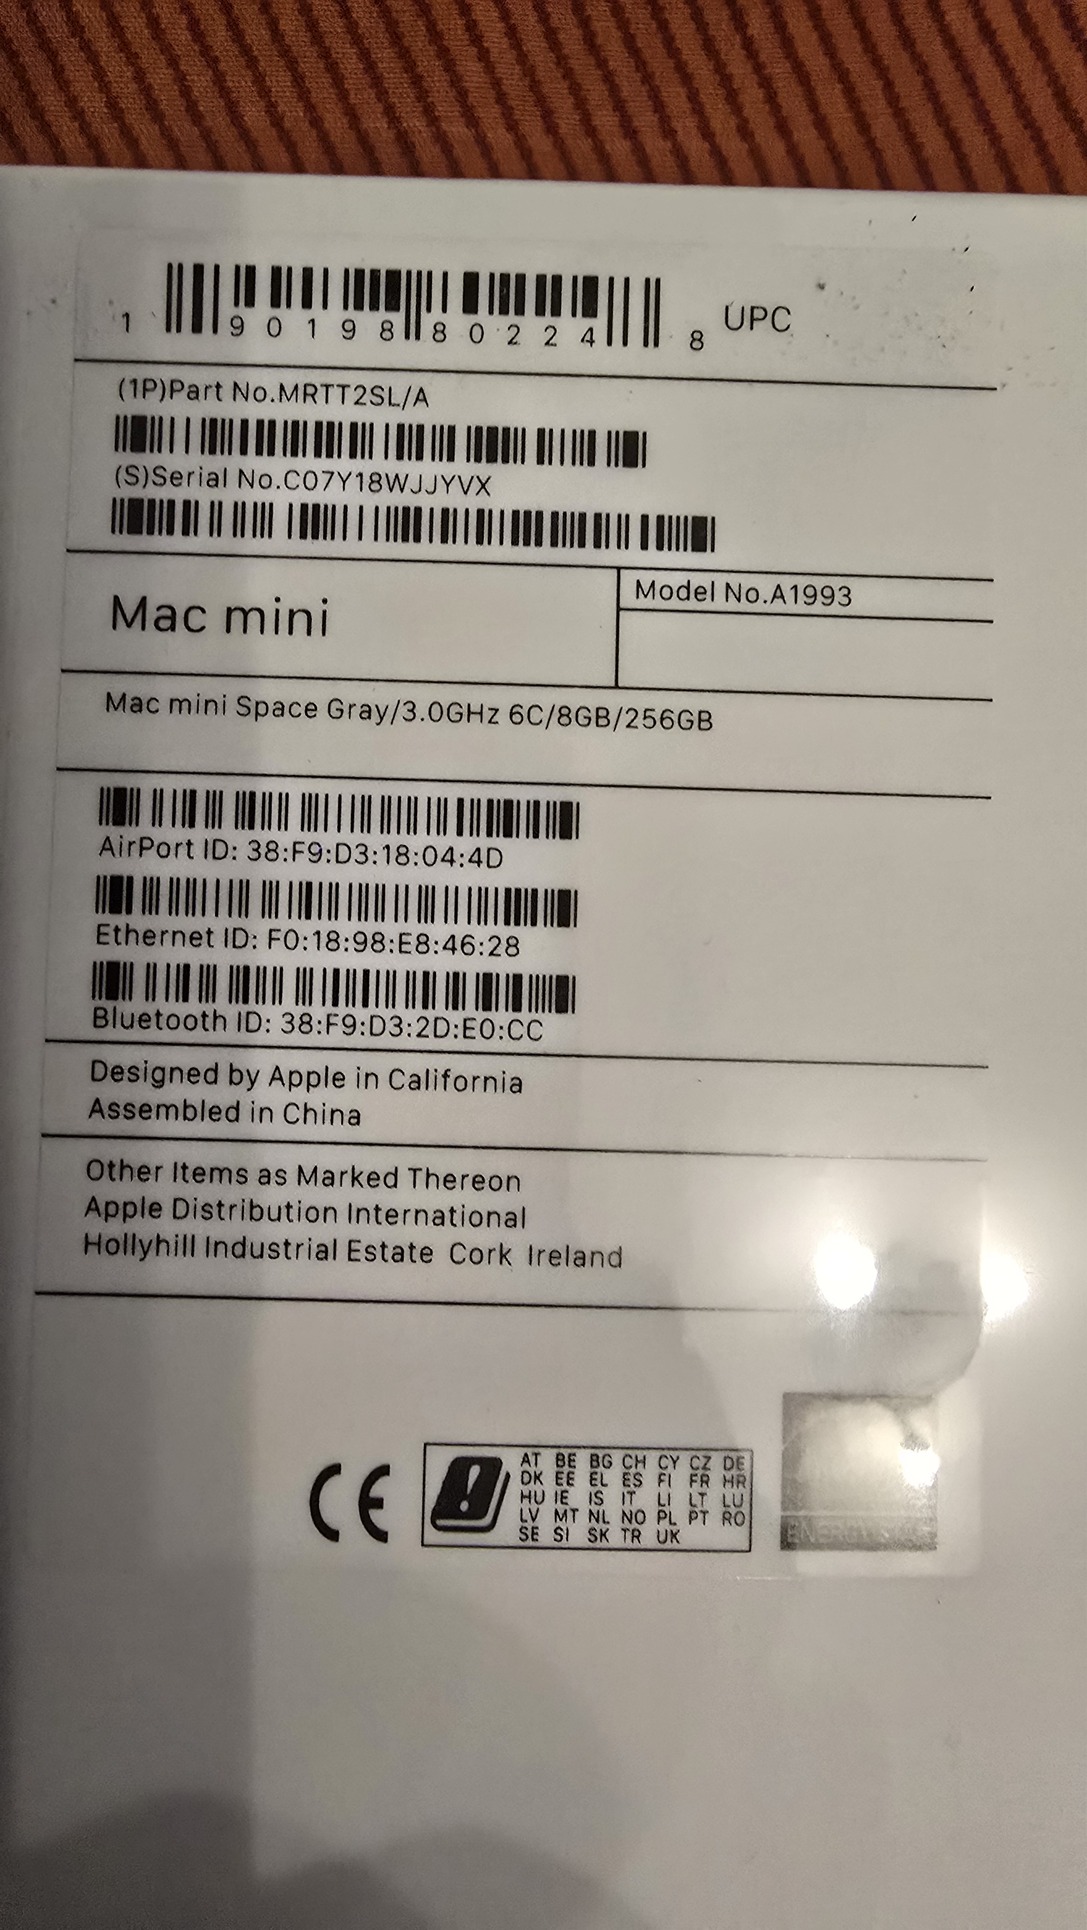 1 90198 80224 8 UPC
(1P)Part No.MRTT2SL/A
(S)Serial No.C07Y18WJJYVX
Mac mini
Model No.A1993
Mac mini Space Gray/3.0GHz 6C/8GB/256GB
AirPort ID: 38:F9:D3:18:04:4D
Ethernet ID: F0:18:98:E8:46:28
Bluetooth ID: 38:F9:D3:2D:E0:CC
Designed by Apple in California
Assembled in China
Other Items as Marked Thereon
Apple Distribution International
Hollyhill Industrial Estate Cork Ireland
CE
AT BE BG CH CY CZ DE
DK EE EL ES FI FR HR
HU IE IS IT LI LT LU
LV MT NL NO PL PT RO
SE SI SK TR UK